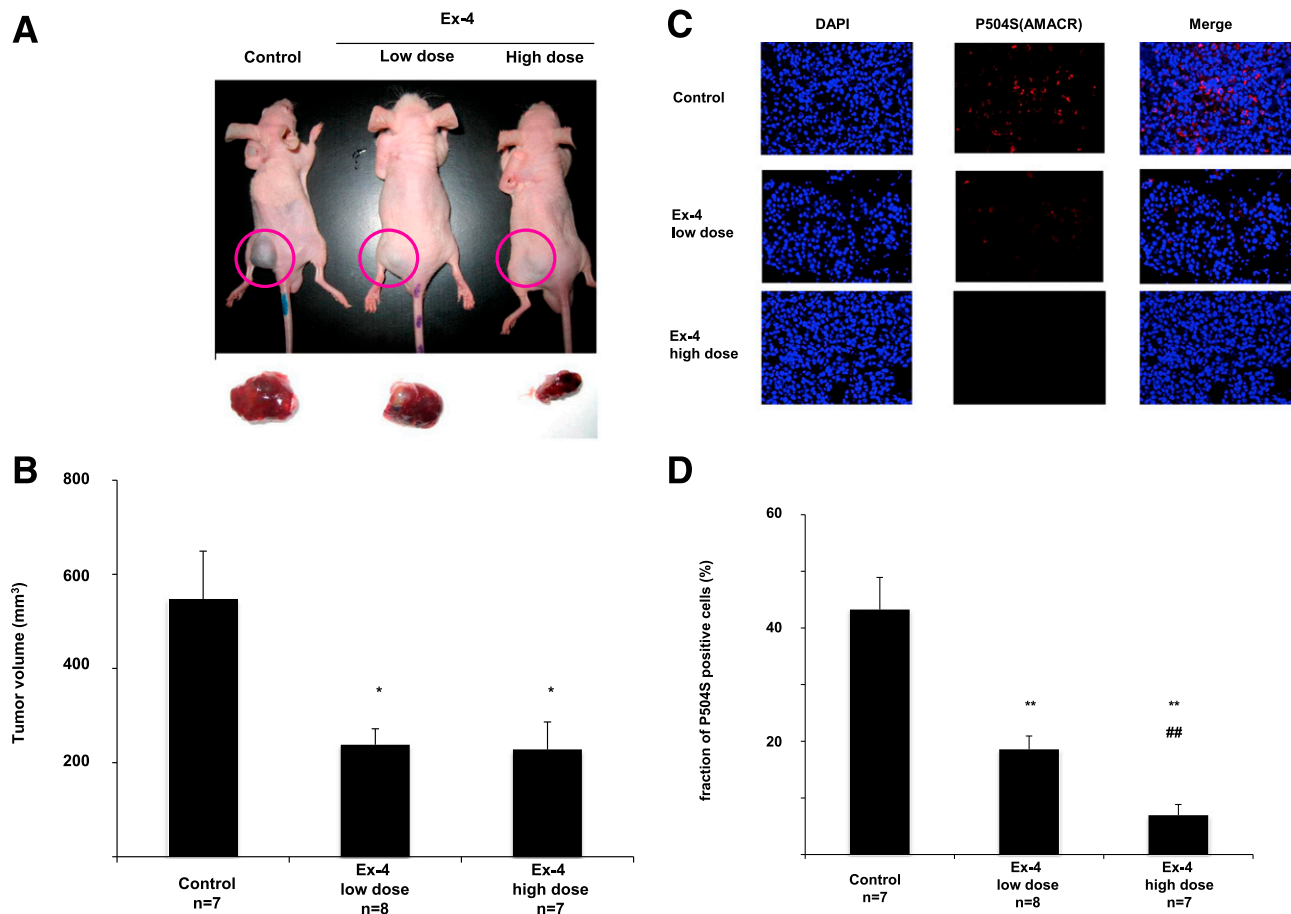 A
Ex-4
Control
Low dose
High dose
B
Tumor volume (mm³)
800
600
400
200
*
*
Control
n=7
Ex-4
low dose
n=8
Ex-4
high dose
n=7
C
DAPI
P504S(AMACR)
Merge
Control
Ex-4
low dose
Ex-4
high dose
D
fraction of P504S positive cells (%)
60
40
20
**
**
##
Control
n=7
Ex-4
low dose
n=8
Ex-4
high dose
n=7